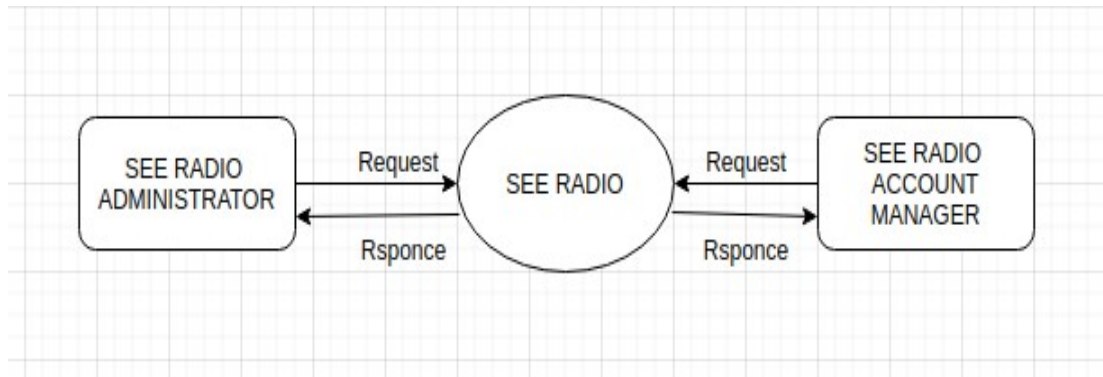 SEE RADIO
ADMINISTRATOR
Request
Rsponce
SEE RADIO
Request
Rsponce
SEE RADIO
ACCOUNT
MANAGER